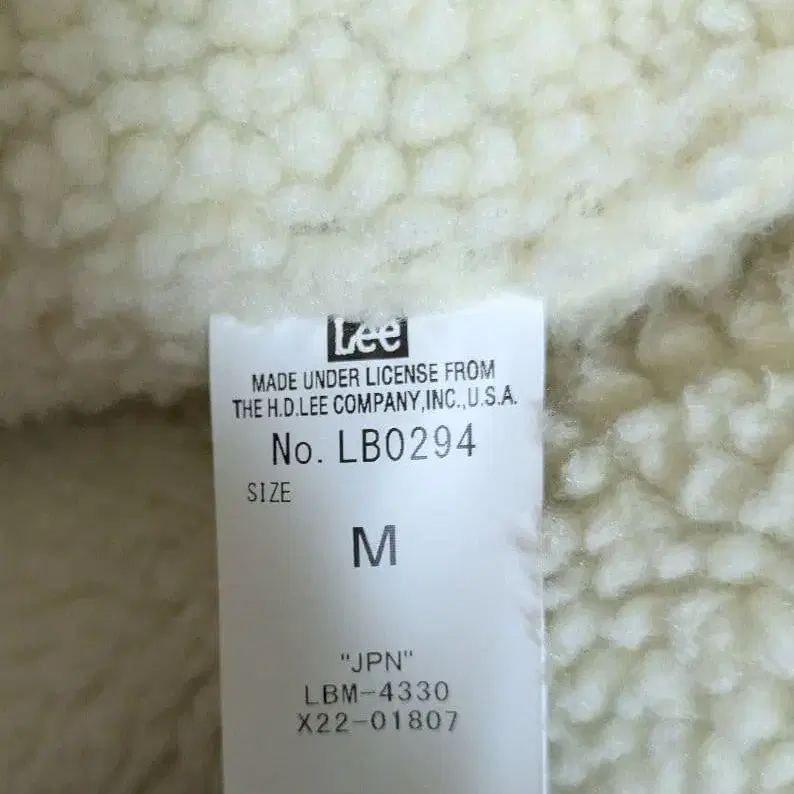 Lee
MADE UNDER LICENSE FROM
THE H.D.LEE COMPANY,INC.,U.S.A.
No. LB0294
SIZE
M
"JPN"
LBM-4330
X22-01807